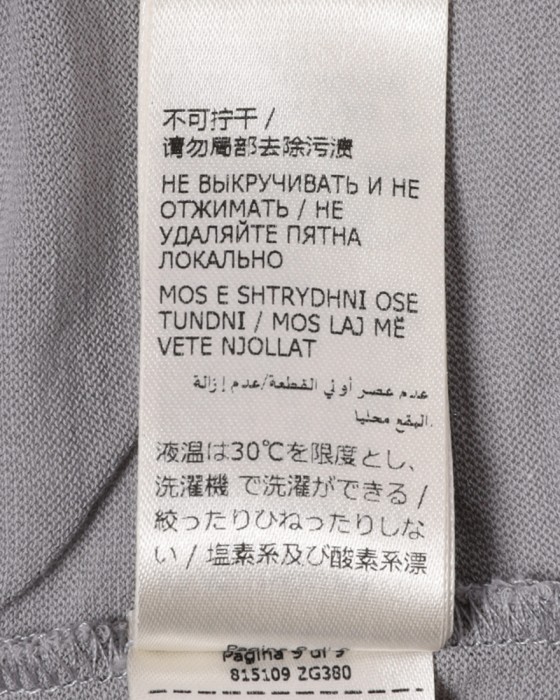 不可拧干 /
请勿局部去除污渍
НЕ ВЫКРУЧИВАТЬ И НЕ
ОТЖИМАТЬ / НЕ
УДАЛЯЙТЕ ПЯТНА
ЛОКАЛЬНО
MOS E SHTRYDHNI OSE
TUNDNI / MOS LAJ MË
VETE NJOLLAT
عدم عصر أو لي القطعة/عدم إزالة
البقع محليا.
液温は30℃を限度とし、
洗濯機 で洗濯ができる /
絞ったりひねったりしな
い / 塩素系及び酸素系漂
Pagina 9 di 9
815109 ZG380